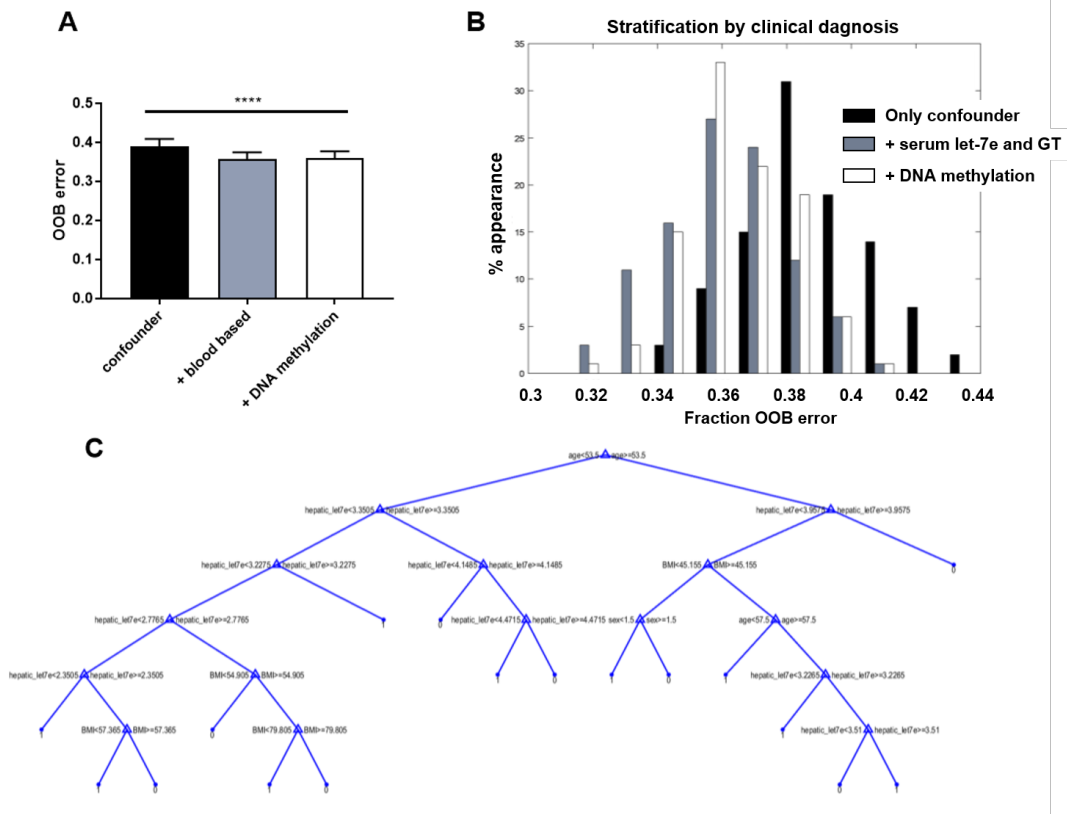 A
0.5
0.4
0.3
0.2
0.1
0.0
OOB error
****
confounder
+ blood based
+ DNA methylation
B
Stratification by clinical dagnosis
35
30
25
20
15
10
5
0
% appearance
Only confounder
+ serum let-7e and GT
+ DNA methylation
0.3 0.32 0.34 0.36 0.38 0.4 0.42 0.44
Fraction OOB error
C
age<53.5 age>=53.5
hepatic_let7e<3.3505 hepatic_let7e>=3.3505 hepatic_let7e<3.9575 hepatic_let7e>=3.9575
hepatic_let7e<3.2275 hepatic_let7e>=3.2275 hepatic_let7e<4.1485 hepatic_let7e>=4.1485 BMI<45.155 BMI>=45.155 0
hepatic_let7e<2.7765 hepatic_let7e>=2.7765 1 0 hepatic_let7e<4.4715 hepatic_let7e>=4.4715 sex<1.5 sex>=1.5 age<57.5 age>=57.5
hepatic_let7e<2.3505 hepatic_let7e>=2.3505 BMI<54.905 BMI>=54.905 1 0 1 0 1 hepatic_let7e<3.2265 hepatic_let7e>=3.2265
1 BMI<57.365 BMI>=57.365 0 BMI<79.805 BMI>=79.805 1 hepatic_let7e<3.51 hepatic_let7e>=3.51
1 0 1 0 0 1